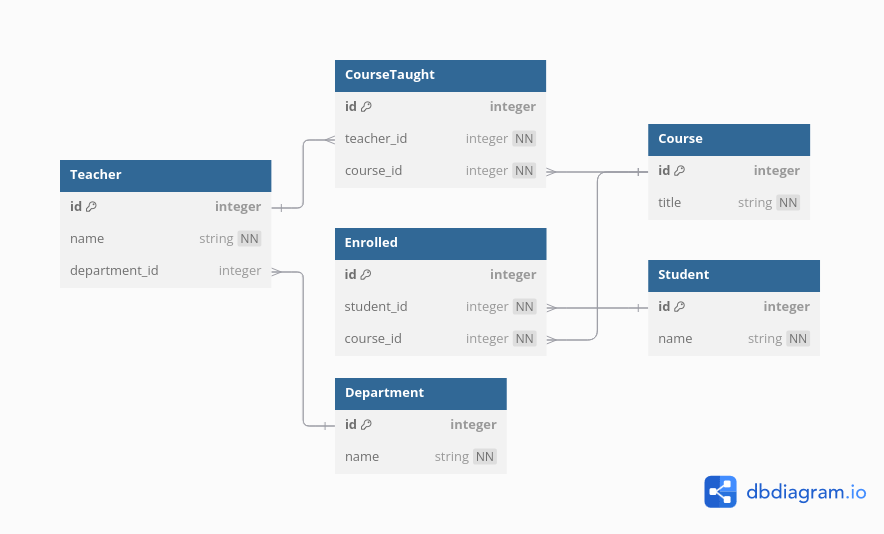 CourseTaught
id integer
teacher_id integer NN
course_id integer NN
Course
id integer
title string NN
Teacher
id integer
name string NN
department_id integer
Enrolled
id integer
student_id integer NN
course_id integer NN
Student
id integer
name string NN
Department
id integer
name string NN
dbdiagram.io